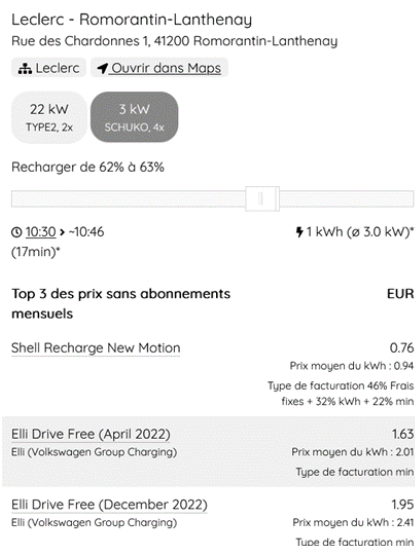 Leclerc - Romorantin-Lanthenay
Rue des Chardonnes 1, 41200 Romorantin-Lanthenay
Leclerc Ouvrir dans Maps
22 kW 3 kW
TYPE2, 2x SCHUKO, 4x
Recharger de 62% à 63%
10:30 > ~10:46 1 kWh (ø 3.0 kW)*
(17min)*
Top 3 des prix sans abonnements EUR
mensuels
Shell Recharge New Motion 0.76
Prix moyen du kWh : 0.94
Type de facturation 46% Frais
fixes + 32% kWh + 22% min
Elli Drive Free (April 2022) 1.63
Elli (Volkswagen Group Charging) Prix moyen du kWh : 2.01
Type de facturation min
Elli Drive Free (December 2022) 1.95
Elli (Volkswagen Group Charging) Prix moyen du kWh : 2.41
Type de facturation min